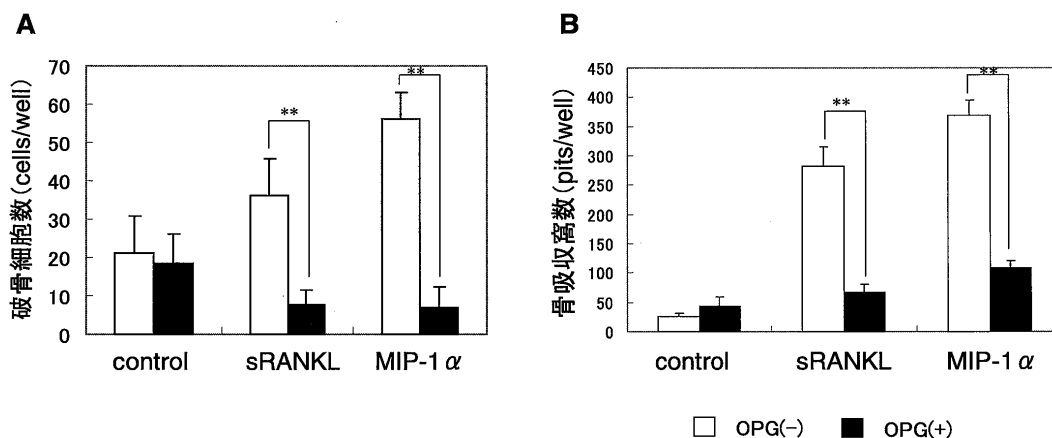 A
破骨細胞数(cells/well)
70
60
50
40
30
20
10
0
**
**
control
sRANKL
MIP-1α
B
骨吸収窩数(pits/well)
450
400
350
300
250
200
150
100
50
0
**
**
control
sRANKL
MIP-1α
OPG(-)
OPG(+)